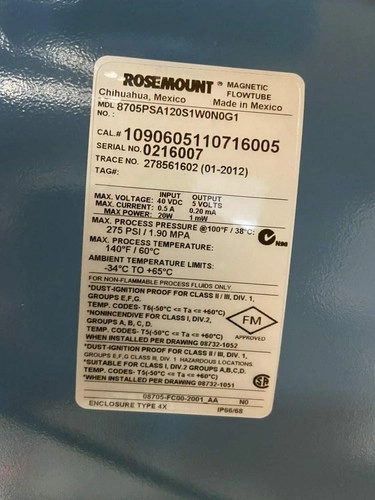 ROSEMOUNT® MAGNETIC FLOWTUBE
Chihuahua, Mexico Made in Mexico
MDL NO.: 8705PSA120S1W0N0G1
CAL.# 1090605110716005
SERIAL NO. 0216007
TRACE NO. 278561602 (01-2012)
TAG#:
INPUT OUTPUT
MAX. VOLTAGE: 40 VDC 5 VOLTS
MAX. CURRENT: 0.5 A 0.20 mA
MAX POWER: 20W 1 mW
MAX. PROCESS PRESSURE @100°F / 38°C:
275 PSI / 1.90 MPA
N96
MAX. PROCESS TEMPERATURE:
140°F / 60°C
AMBIENT TEMPERATURE LIMITS:
-34°C TO +65°C
FOR NON-FLAMMABLE PROCESS FLUIDS ONLY.
*DUST-IGNITION PROOF FOR CLASS II / III, DIV. 1,
GROUPS E,F,G.
TEMP. CODES- T6(-50°C <= Ta <= +60°C)
*NONINCENDIVE FOR CLASS I, DIV.2,
GROUPS A, B, C, D.
TEMP. CODES- T5(-50°C <= Ta <= +60°C)
WHEN INSTALLED PER DRAWING 08732-1052
FM
APPROVED
*DUST-IGNITION PROOF FOR CLASS II / III, DIV. 1,
GROUPS E,F,G CLASS II DIV. 1 HAZARDOUS LOCATIONS.
*SUITABLE FOR CLASS I, DIV. 2 GROUPS A,B,C,D.
TEMP. CODES- T5(-50°C <= Ta <= +60°C)
WHEN INSTALLED PER DRAWING 08732-1051
08705-FC00-2001_AA N0
ENCLOSURE TYPE 4X IP66/68